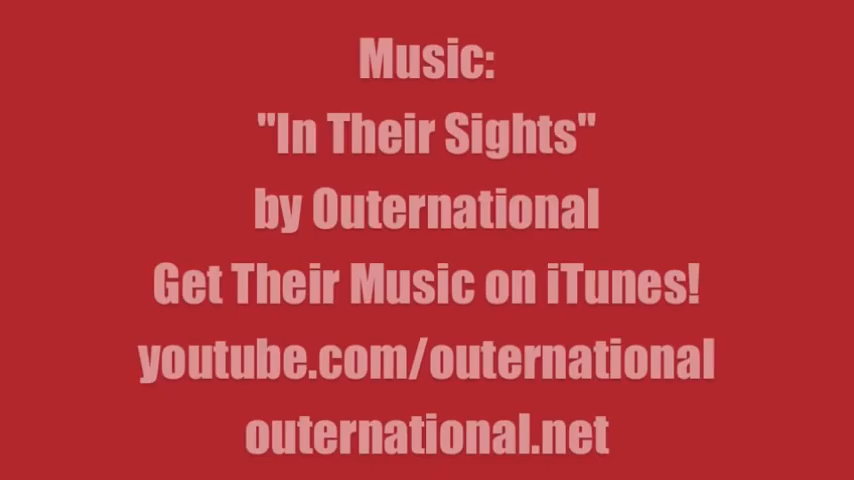 Music:
"In Their Sights"
by Outernational
Get Their Music on iTunes!
youtube.com/outernational
outernational.net